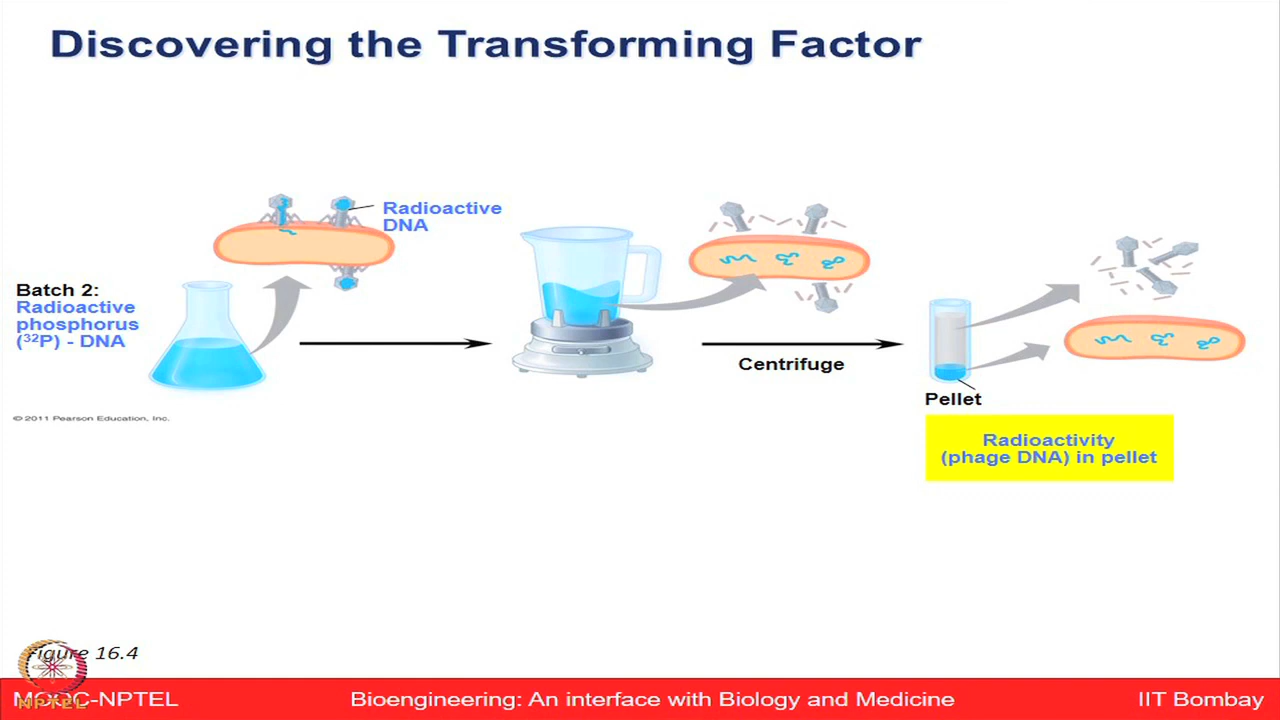 Discovering the Transforming Factor
Radioactive
DNA
Batch 2:
Radioactive
phosphorus
(³²P) - DNA
Centrifuge
Pellet
© 2011 Pearson Education, Inc.
Radioactivity
(phage DNA) in pellet
Figure 16.4
MOOC-NPTEL
NPTEL
Bioengineering: An interface with Biology and Medicine
IIT Bombay